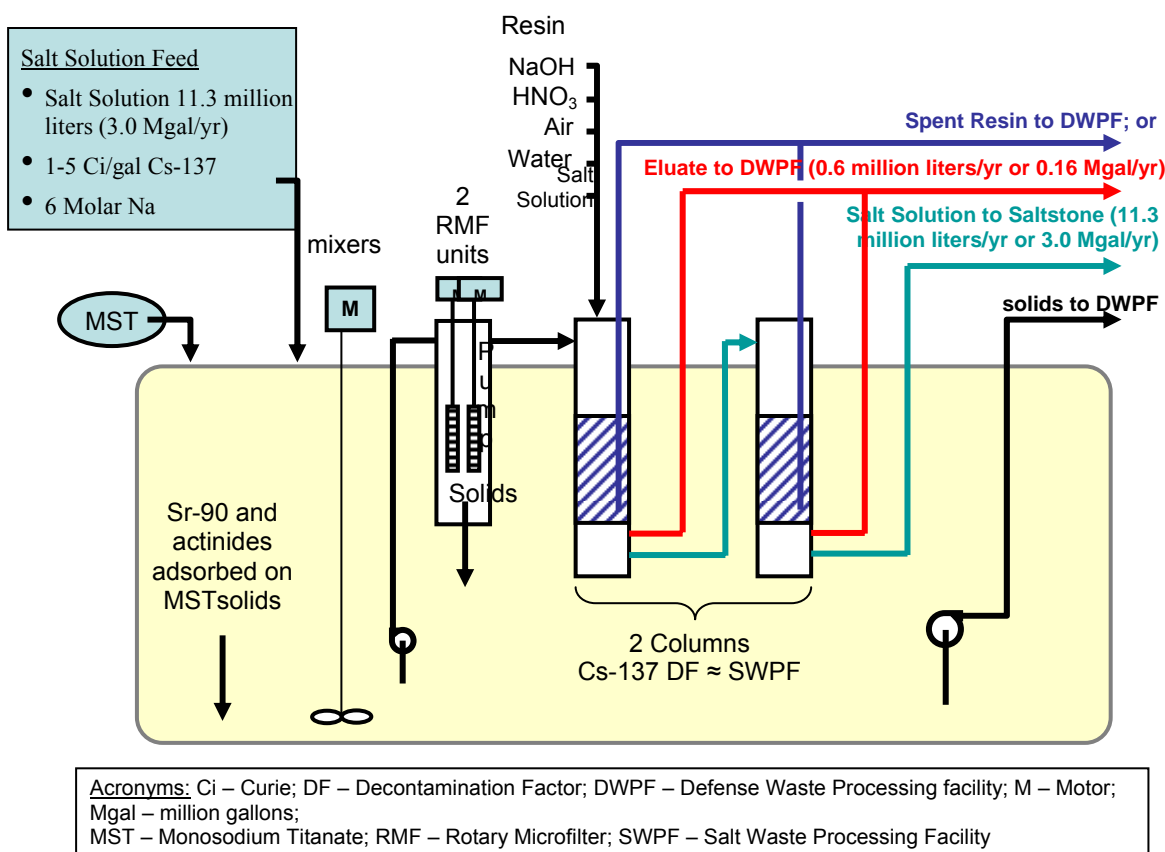 Resin
NaOH
HNO₃
Air
Water
Salt
Solution
Salt Solution Feed
• Salt Solution 11.3 million
liters (3.0 Mgal/yr)
• 1-5 Ci/gal Cs-137
• 6 Molar Na
Spent Resin to DWPF; or
Eluate to DWPF (0.6 million liters/yr or 0.16 Mgal/yr)
Salt Solution to Saltstone (11.3
million liters/yr or 3.0 Mgal/yr)
solids to DWPF
2
RMF
units
mixers
M
M
M
MST
Pump
Solids
Sr-90 and
actinides
adsorbed on
MSTsolids
2 Columns
Cs-137 DF ≈ SWPF
Acronyms: Ci – Curie; DF – Decontamination Factor; DWPF – Defense Waste Processing facility; M – Motor;
Mgal – million gallons;
MST – Monosodium Titanate; RMF – Rotary Microfilter; SWPF – Salt Waste Processing Facility